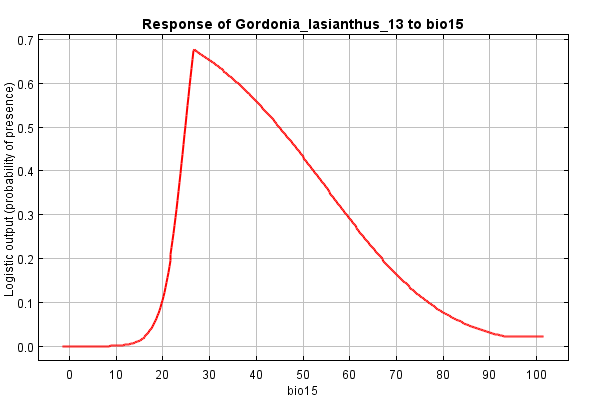 Response of Gordonia_lasianthus_13 to bio15
Logistic output (probability of presence)
0.7
0.6
0.5
0.4
0.3
0.2
0.1
0.0
0 10 20 30 40 50 60 70 80 90 100
bio15